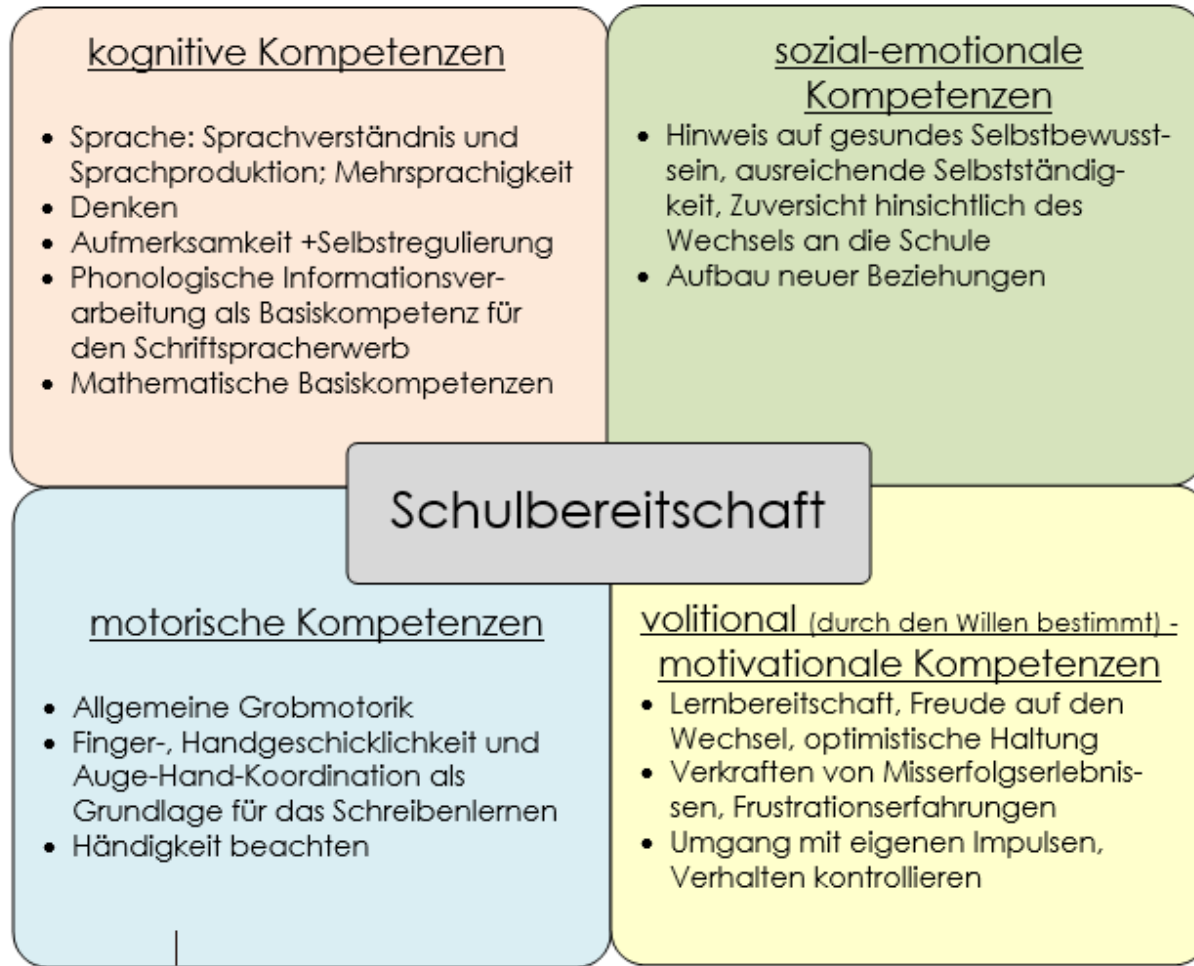 kognitive Kompetenzen
• Sprache: Sprachverständnis und
Sprachproduktion; Mehrsprachigkeit
• Denken
• Aufmerksamkeit +Selbstregulierung
• Phonologische Informationsver-
arbeitung als Basiskompetenz für
den Schriftspracherwerb
• Mathematische Basiskompetenzen
sozial-emotionale
Kompetenzen
• Hinweis auf gesundes Selbstbewusst-
sein, ausreichende Selbstständig-
keit, Zuversicht hinsichtlich des
Wechsels an die Schule
• Aufbau neuer Beziehungen
Schulbereitschaft
motorische Kompetenzen
• Allgemeine Grobmotorik
• Finger-, Handgeschicklichkeit und
Auge-Hand-Koordination als
Grundlage für das Schreibenlernen
• Händigkeit beachten
volitional (durch den Willen bestimmt) -
motivationale Kompetenzen
• Lernbereitschaft, Freude auf den
Wechsel, optimistische Haltung
• Verkraften von Misserfolgserlebnis-
sen, Frustrationserfahrungen
• Umgang mit eigenen Impulsen,
Verhalten kontrollieren